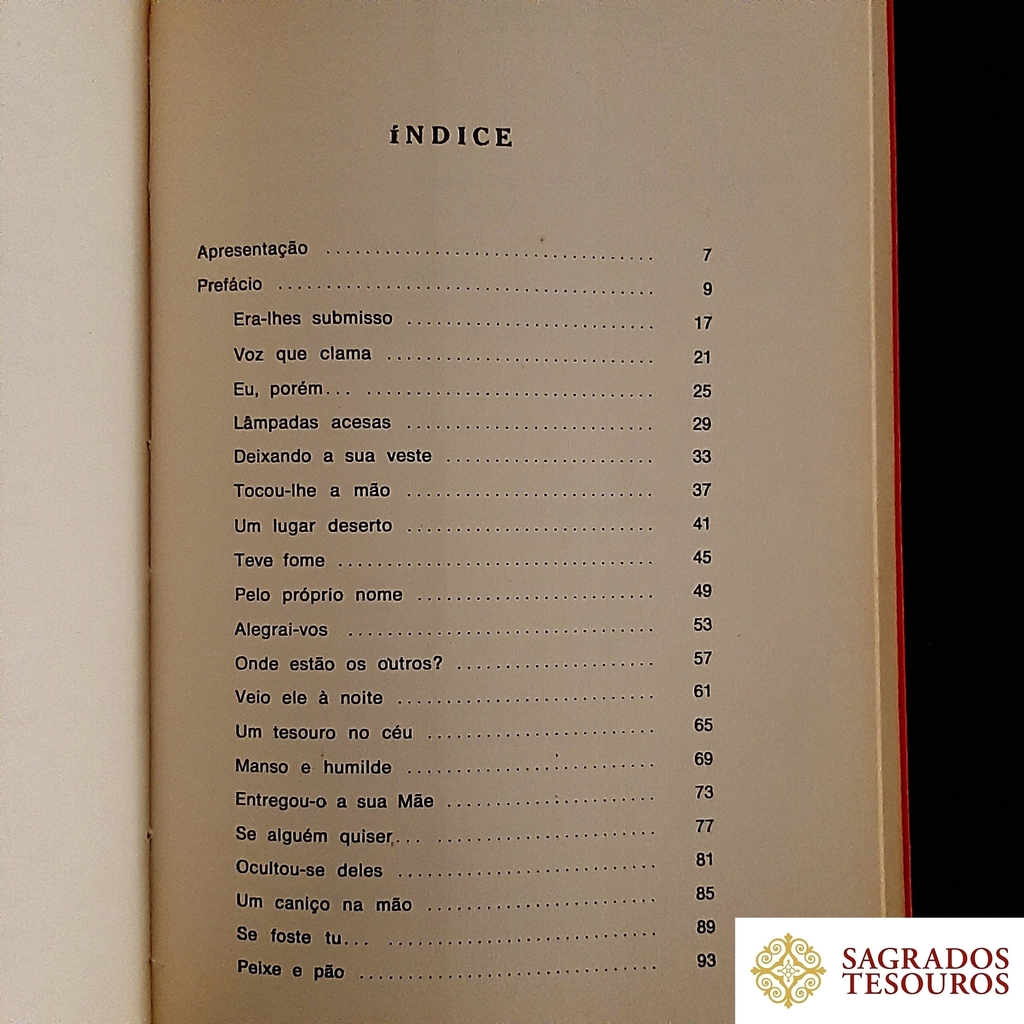 ÍNDICE
Apresentação .................................. 7
Prefácio ....................................... 9
Era-lhes submisso ......................... 17
Voz que clama ........................... 21
Eu, porém... .............................. 25
Lâmpadas acesas ......................... 29
Deixando a sua veste ..................... 33
Tocou-lhe a mão ......................... 37
Um lugar deserto ......................... 41
Teve fome ................................ 45
Pelo próprio nome ........................ 49
Alegrai-vos ............................... 53
Onde estão os outros? .................... 57
Veio ele à noite .......................... 61
Um tesouro no céu ....................... 65
Manso e humilde ......................... 69
Entregou-o a sua Mãe ..................... 73
Se alguém quiser... ...................... 77
Ocultou-se deles .......................... 81
Um caniço na mão ....................... 85
Se foste tu... ........................... 89
Peixe e pão .............................. 93
SAGRADOS
TESOUROS